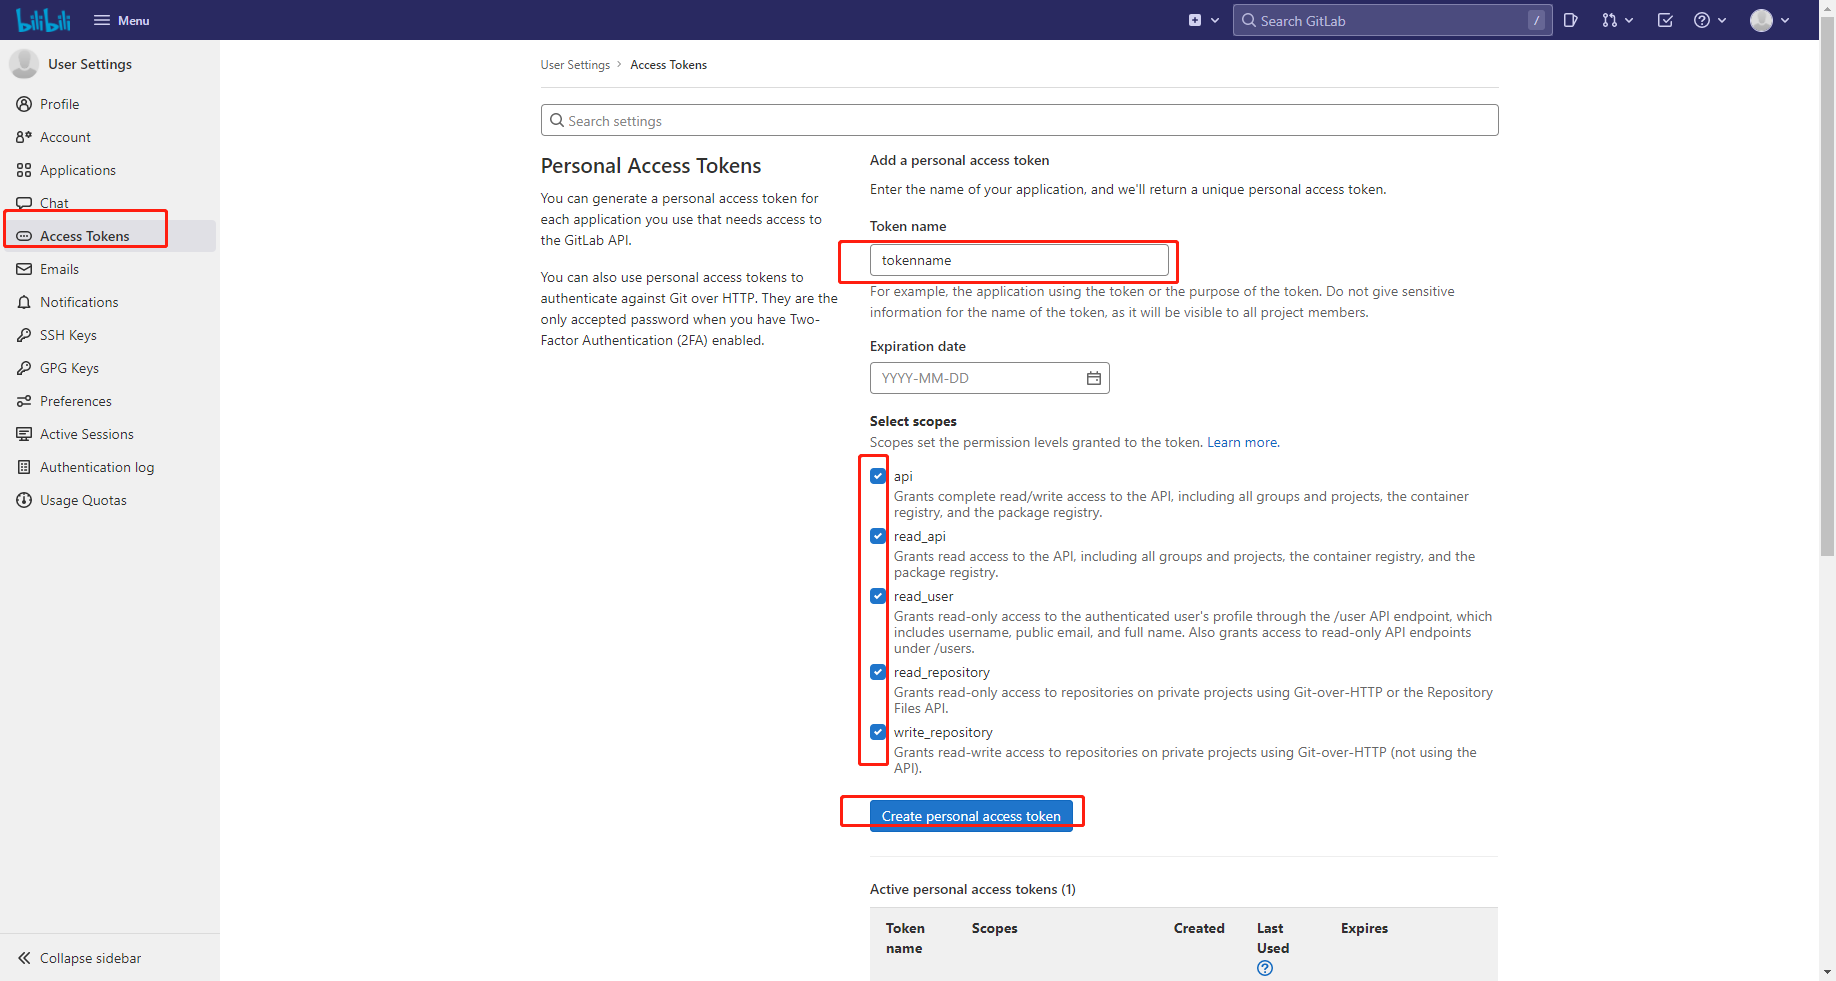 bilibili
Menu
Search GitLab
/
User Settings
Profile
Account
Applications
Chat
Access Tokens
Emails
Notifications
SSH Keys
GPG Keys
Preferences
Active Sessions
Authentication log
Usage Quotas
Collapse sidebar
User Settings > Access Tokens
Search settings
Personal Access Tokens
You can generate a personal access token for
each application you use that needs access to
the GitLab API.
You can also use personal access tokens to
authenticate against Git over HTTP. They are the
only accepted password when you have Two-
Factor Authentication (2FA) enabled.
Add a personal access token
Enter the name of your application, and we'll return a unique personal access token.
Token name
tokenname
For example, the application using the token or the purpose of the token. Do not give sensitive
information for the name of the token, as it will be visible to all project members.
Expiration date
YYYY-MM-DD
Select scopes
Scopes set the permission levels granted to the token. Learn more.
api
Grants complete read/write access to the API, including all groups and projects, the container
registry, and the package registry.
read_api
Grants read access to the API, including all groups and projects, the container registry, and the
package registry.
read_user
Grants read-only access to the authenticated user's profile through the /user API endpoint, which
includes username, public email, and full name. Also grants access to read-only API endpoints
under /users.
read_repository
Grants read-only access to repositories on private projects using Git-over-HTTP or the Repository
Files API.
write_repository
Grants read-write access to repositories on private projects using Git-over-HTTP (not using the
API).
Create personal access token
Active personal access tokens (1)
Token name
Scopes
Created
Last Used
Expires